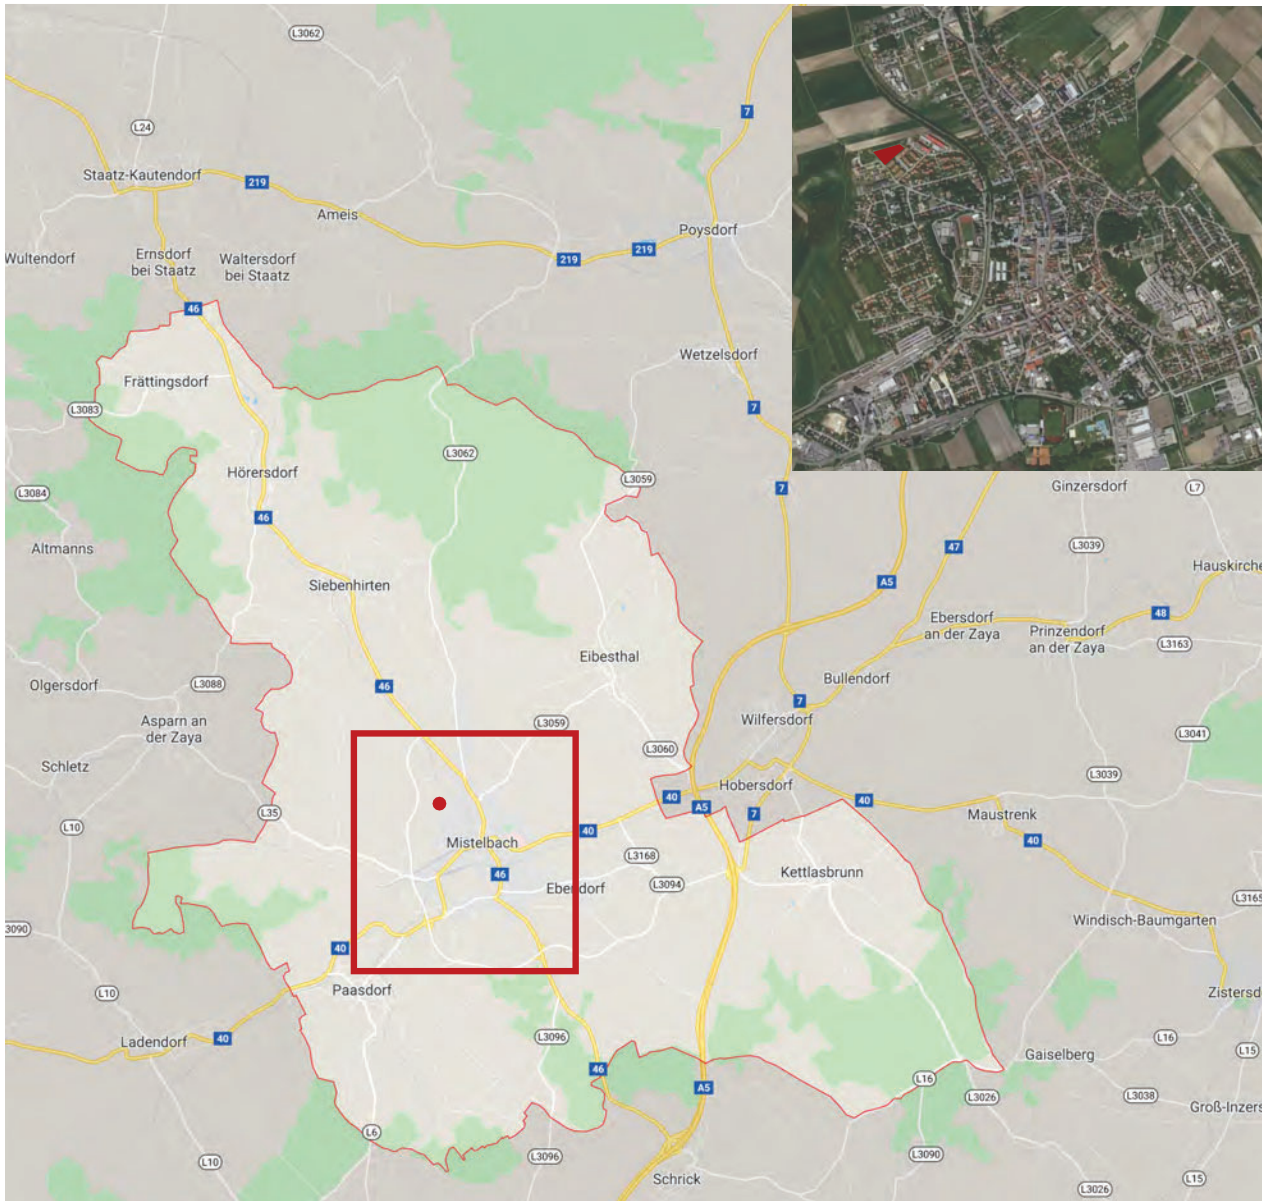 L3062
7
L24
Staatz-Kautendorf
219
Ameis
Poysdorf
219
219
Wultendorf
Ernsdorf
bei Staatz
Waltersdorf
bei Staatz
46
Wetzelsdorf
Frättingsdorf
L3083
7
L3062
Hörersdorf
L3059
L3084
7
Ginzersdorf
L7
46
Altmanns
47
L3039
Hauskirche
A5
Siebenhirten
Ebersdorf
an der Zaya
48
Prinzendorf
an der Zaya
L3163
Eibesthal
Olgersdorf
L3088
46
Bullendorf
7
Asparn an
der Zaya
L3059
Wilfersdorf
L3060
L3041
Schletz
L3039
Hobersdorf
40
A5
7
40
L35
Maustrenk
L10
40
Mistelbach
40
L3168
46
Ebendorf
L3094
Kettlasbrunn
L3165
3090
Windisch-Baumgarten
40
Paasdorf
L10
Zistersd
Ladendorf
40
L3096
L16
L15
Gaiselberg
46
A5
L16
L3026
L3038
Groß-Inzers
L6
L10
L3096
L3090
Schrick
L3026
L15